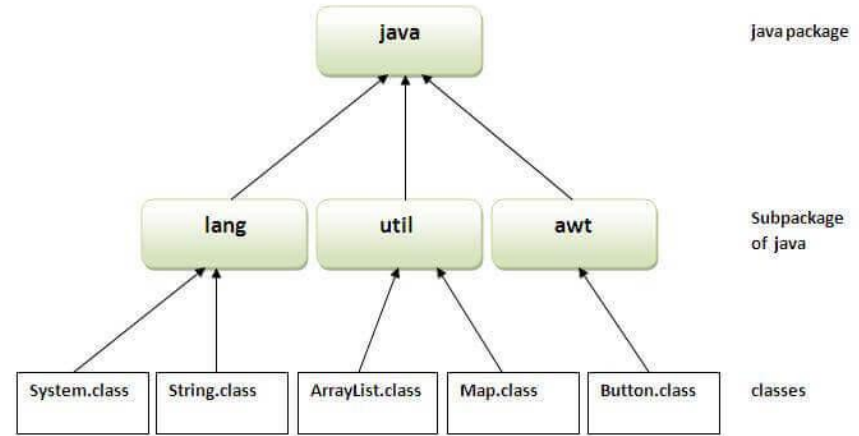 java
java package
lang
util
awt
Subpackage
of java
System.class
String.class
ArrayList.class
Map.class
Button.class
classes